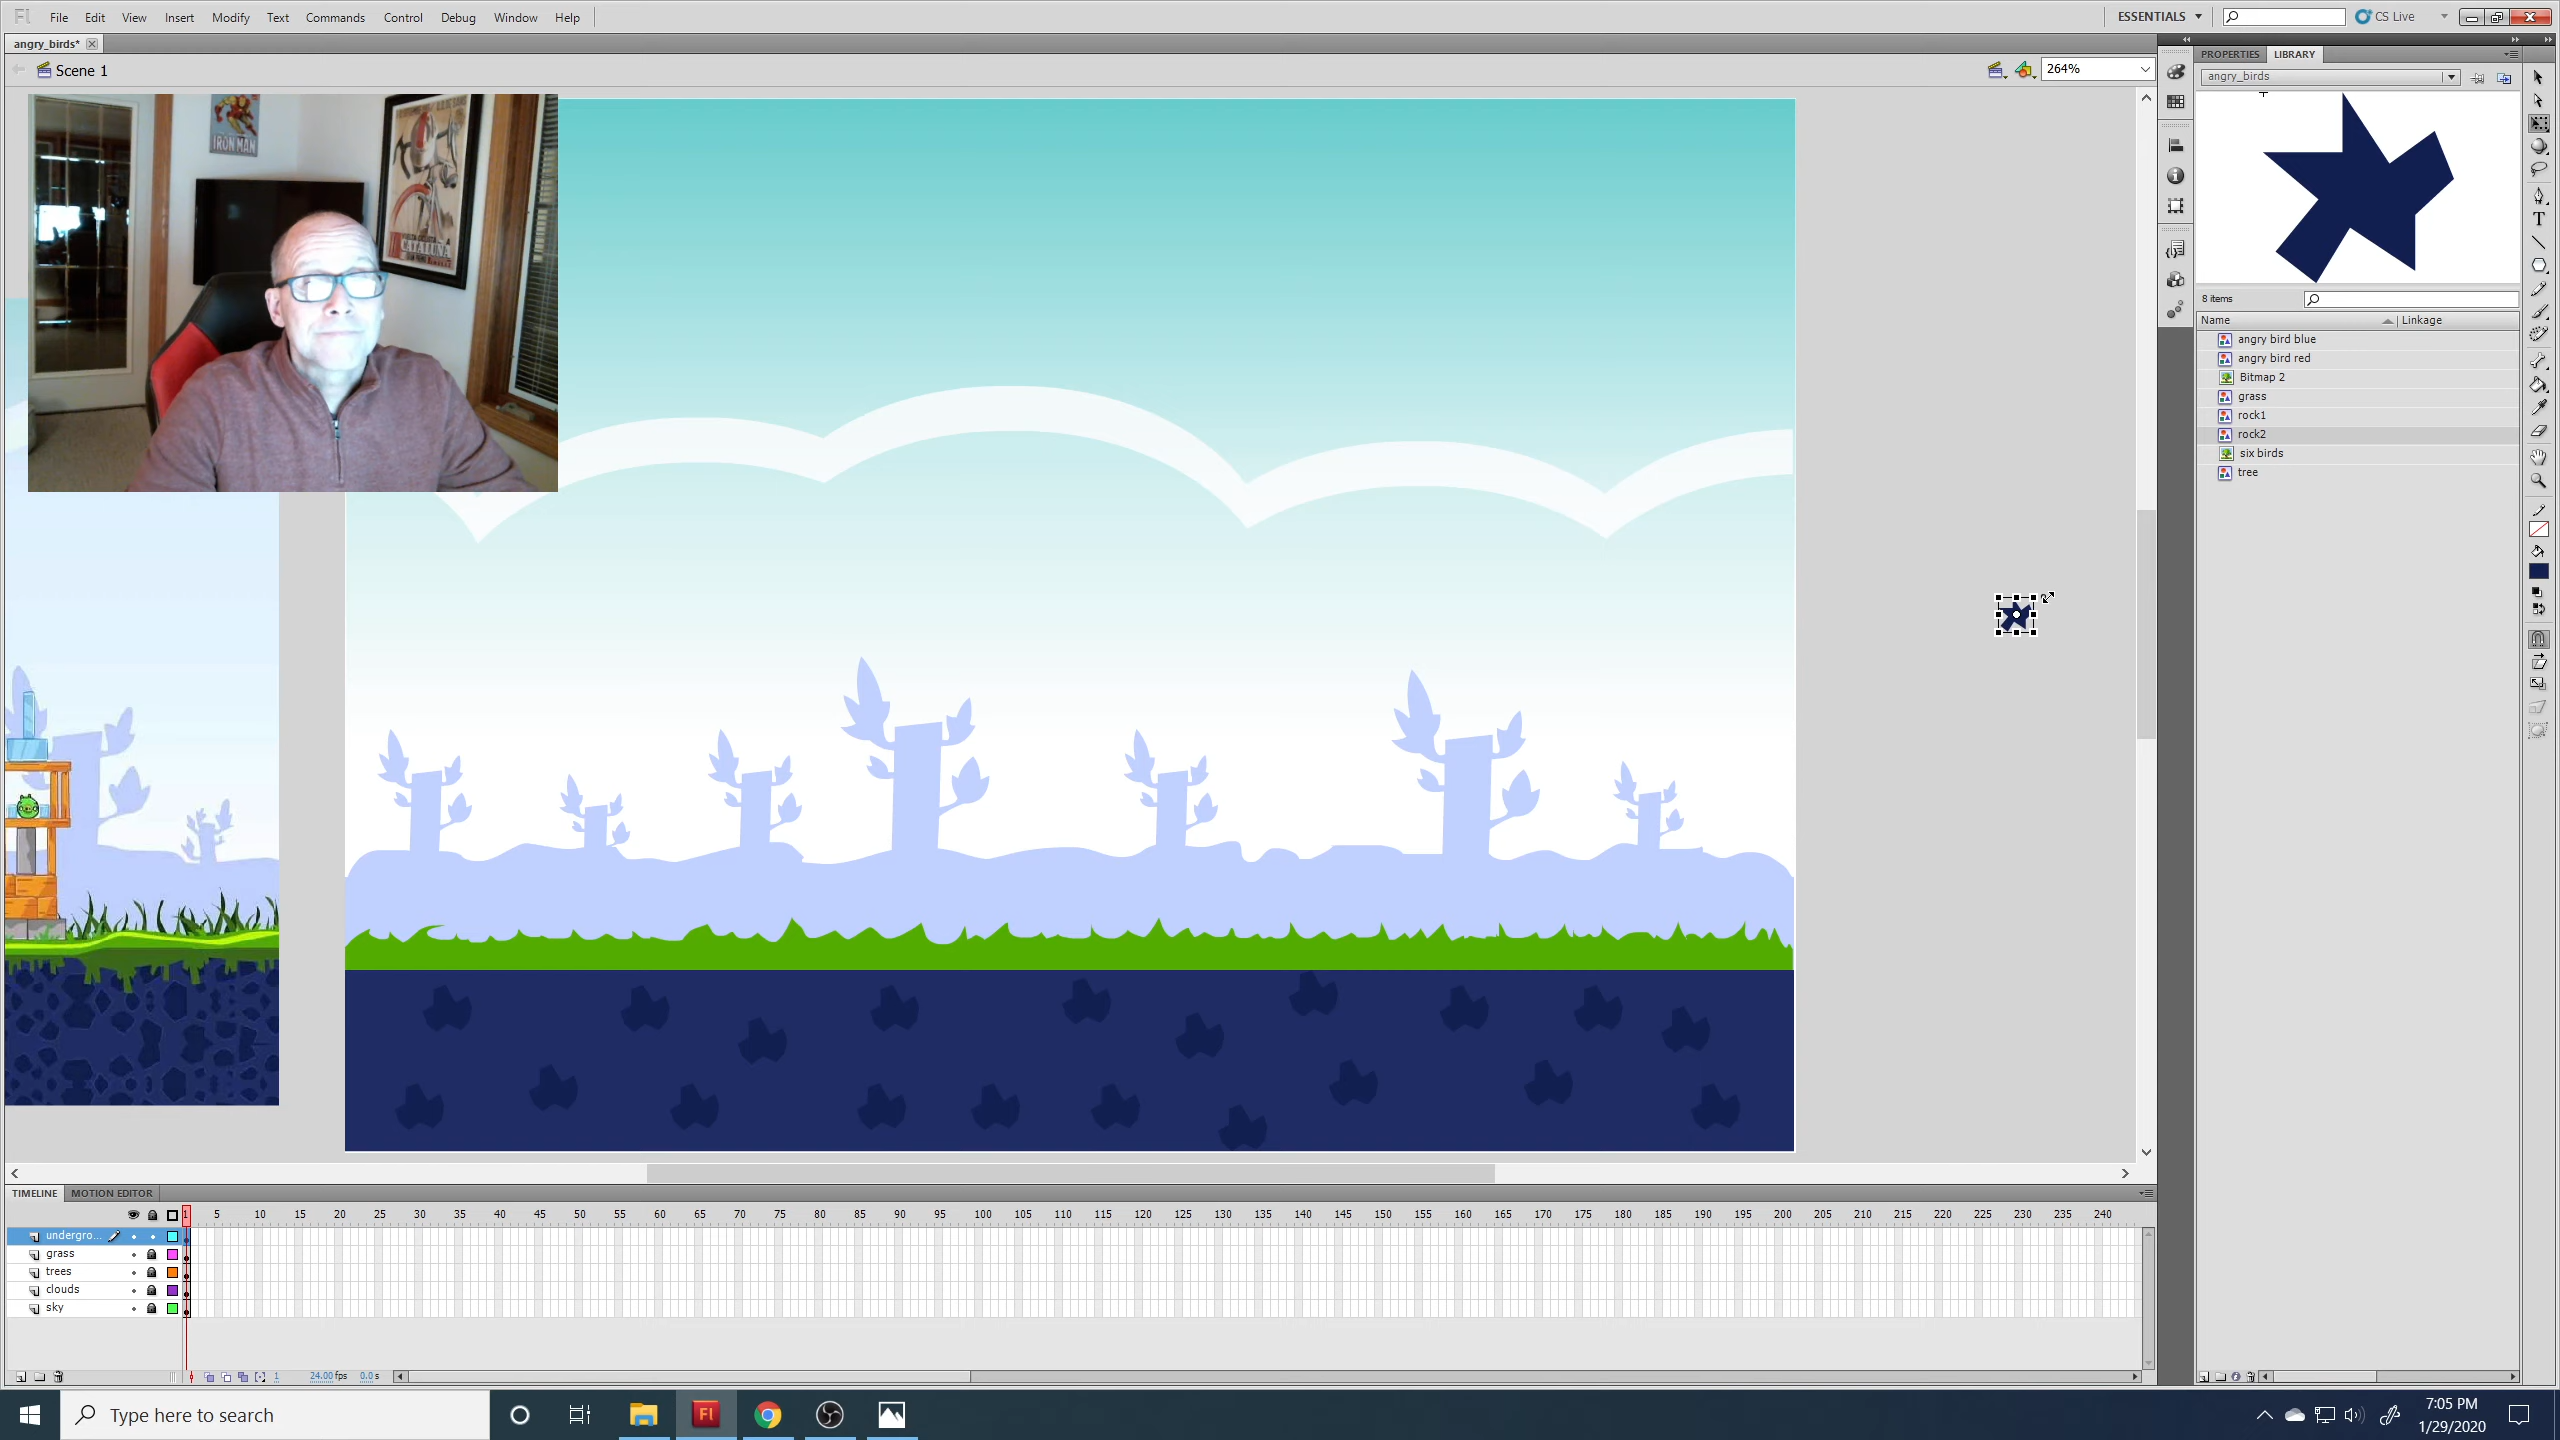 Fl File Edit View Insert Modify Text Commands Control Debug Window Help ESSENTIALS CS Live
angry_birds*
Scene 1 264%
PROPERTIES LIBRARY
angry_birds
IRON MAN
CATALUNA
8 items
Name Linkage
angry bird blue
angry bird red
Bitmap 2
grass
rock1
rock2
six birds
tree
T
TIMELINE MOTION EDITOR
1 5 10 15 20 25 30 35 40 45 50 55 60 65 70 75 80 85 90 95 100 105 110 115 120 125 130 135 140 145 150 155 160 165 170 175 180 185 190 195 200 205 210 215 220 225 230 235 240
undergro...
grass
trees
clouds
sky
1 24.00 fps 0.0 s
Type here to search
Fl
7:05 PM
1/29/2020